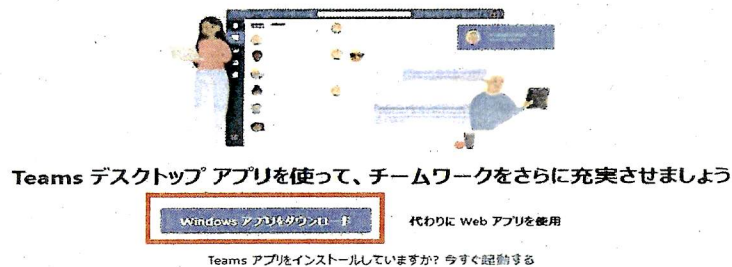 Teams デスクトップ アプリを使って、チームワークをさらに充実させましょう
Windows アプリをダウンロード
代わりに Web アプリを使用
Teams アプリをインストールしていますか? 今すぐ起動する